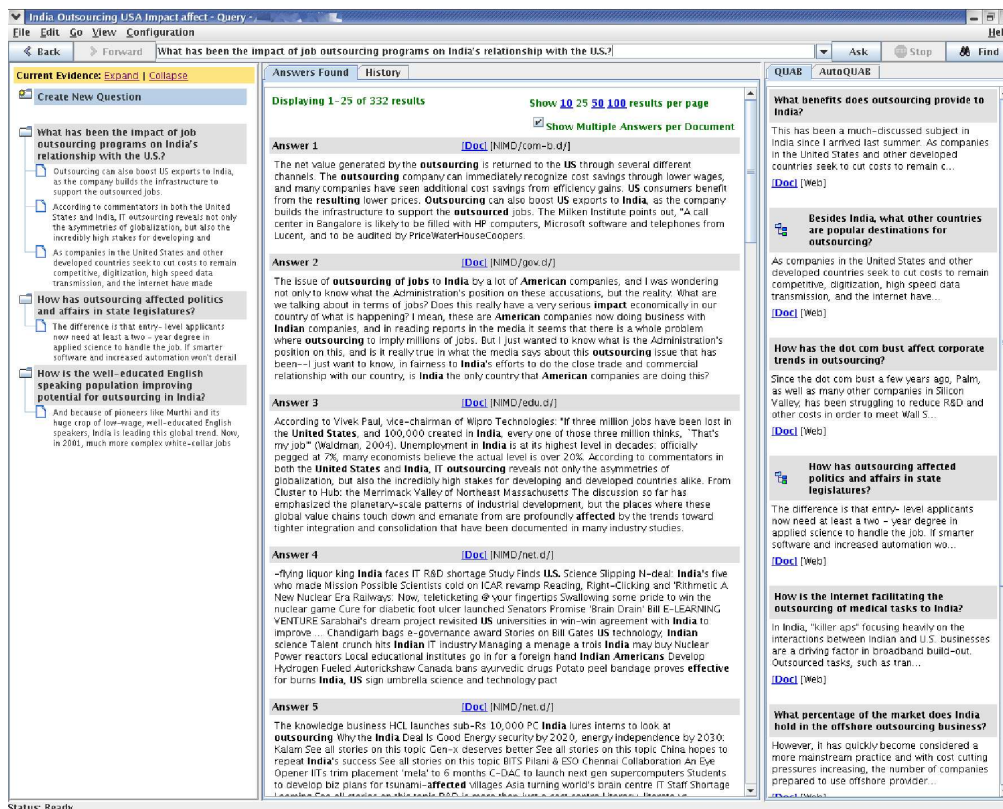 India Outsourcing USA Impact affect - Query -
File Edit Go View Configuration
Back Forward What has been the impact of job outsourcing programs on India's relationship with the U.S.? Ask Stop Find
Current Evidence: Expand | Collapse
Create New Question
What has been the impact of job
outsourcing programs on India's
relationship with the U.S.?
Outsourcing can also boost US exports to India,
as the company builds the infrastructure to
support the outsourced jobs.
According to commentators in both the United
States and India, IT outsourcing reveals not only
the asymmetries of globalization, but also the
incredibly high stakes for developing and
As companies in the United States and other
developed countries seek to cut costs to remain
competitive, digitization, high speed data
transmission, and the internet have made
How has outsourcing affected politics
and affairs in state legislatures?
The difference is that entry- level applicants
now need at least a two - year degree in
applied science to handle the job. If smarter
software and increased automation won't derail
How is the well-educated English
speaking population improving
potential for outsourcing in India?
And because of pioneers like Murthi and its
huge crop of low-wage, well-educated English
speakers, India is leading this global trend. Now,
in 2001, much more complex white-collar jobs
Answers Found History
Displaying 1-25 of 332 results
Show 10 25 50 100 results per page
Show Multiple Answers per Document
Answer 1 [Doc] [NIMD/com-b.d/]
The net value generated by the outsourcing is returned to the US through several different
channels. The outsourcing company can immediately recognize cost savings through lower wages,
and many companies have seen additional cost savings from efficiency gains. US consumers benefit
from the resulting lower prices. Outsourcing can also boost US exports to India, as the company
builds the infrastructure to support the outsourced jobs. The Milken Institute points out, "A call
center in Bangalore is likely to be filled with HP computers, Microsoft software and telephones from
Lucent, and to be audited by PriceWaterHouseCoopers.
Answer 2 [Doc] [NIMD/gov.d/]
The issue of outsourcing of jobs to India by a lot of American companies, and I was wondering
not only to know what the Administration's position on these accusations, but the reality. What are
we talking about in terms of jobs? Does this really have a very serious impact economically in our
country of what is happening? I mean, these are American companies now doing business with
Indian companies, and in reading reports in the media it seems that there is a whole problem
where outsourcing to imply millions of jobs. But I just wanted to know what is the Administration's
position on this, and is it really true in what the media says about this outsourcing issue that has
been--I just want to know, in fairness to India's efforts to do the close trade and commercial
relationship with our country, is India the only country that American companies are doing this?
Answer 3 [Doc] [NIMD/edu.d/]
According to Vivek Paul, vice-chairman of Wipro Technologies: "If three million jobs have been lost in
the United States, and 100,000 created in India, every one of those three million thinks, `That's
my job'" (Waldman, 2004). Unemployment in India is at its highest level in decades: officially
pegged at 7%, many economists believe the actual level is over 20%. According to commentators in
both the United States and India, IT outsourcing reveals not only the asymmetries of
globalization, but also the incredibly high stakes for developing and developed countries alike. From
Cluster to Hub: the Merrimack Valley of Northeast Massachusetts The discussion so far has
emphasized the planetary-scale patterns of industrial development, but the places where these
global value chains touch down and emanate from are profoundly affected by the trends toward
tighter integration and consolidation that have been documented in many industry studies.
Answer 4 [Doc] [NIMD/net.d/]
-flying liquor king India faces IT R&D shortage Study Finds U.S. Science Slipping N-deal: India's five
who made Mission Possible Scientists cold on ICAR revamp Reading, Right-Clicking and 'Rithmetic A
New Nuclear Era Railways: Now, teleticketing @ your fingertips Swallowing some pride to win the
nuclear game Cure for diabetic foot ulcer launched Senators Promise 'Brain Drain' Bill E-LEARNING
VENTURE Sarabhai's dream project revisited US universities in win-win agreement with India to
improve ... Chandigarh bags e-governance award Stories on Bill Gates US technology, Indian
science Talent crunch hits Indian IT industry Managing a menage a trois India may buy Nuclear
Power reactors Local educational institutes go in for a foreign hand Indian Americans Develop
Hydrogen Fueled Autorickshaw Canada bans ayurvedic drugs Potato peel bandage proves effective
for burns India, US sign umbrella science and technology pact
Answer 5 [Doc] [NIMD/net.d/]
The knowledge business HCL launches sub-Rs 10,000 PC India lures interns to look at
outsourcing Why the India Deal Is Good Energy security by 2020, energy independence by 2030:
Kalam See all stories on this topic Gen-x deserves better See all stories on this topic China hopes to
repeat India's success See all stories on this topic BITS Pilani & ESO Chennai Collaboration An Eye
Opener IITs trim placement 'mela' to 6 months C-DAC to launch next gen supercomputers Students
to develop biz plans for tsunami-affected villages Asia turning world's brain centre IT Staff Shortage
QUAB AutoQUAB
What benefits does outsourcing provide to
India?
This has been a much-discussed subject in
India since I arrived last summer. As companies
in the United States and other developed
countries seek to cut costs to remain c...
[Doc] [Web]
Besides India, what other countries
are popular destinations for
outsourcing?
As companies in the United States and other
developed countries seek to cut costs to remain
competitive, digitization, high speed data
transmission, and the internet have...
[Doc] [Web]
How has the dot com bust affect corporate
trends in outsourcing?
Since the dot com bust a few years ago, Palm,
as well as many other companies in Silicon
Valley, has been struggling to reduce R&D and
other costs in order to meet Wall S...
[Doc] [Web]
How has outsourcing affected
politics and affairs in state
legislatures?
The difference is that entry- level applicants
now need at least a two - year degree in
applied science to handle the job. If smarter
software and increased automation wo...
[Doc] [Web]
How is the Internet facilitating the
outsourcing of medical tasks to India?
In India, "killer aps" focusing heavily on the
interactions between Indian and U.S. businesses
are a driving factor in broadband build-out.
Outsourced tasks, such as tran...
[Doc] [Web]
What percentage of the market does India
hold in the offshore outsourcing business?
However, it has quickly become considered a
more mainstream practice and with cost cutting
pressures increasing, the number of companies
prepared to use offshore provider...
[Doc] [Web]
Status: Ready